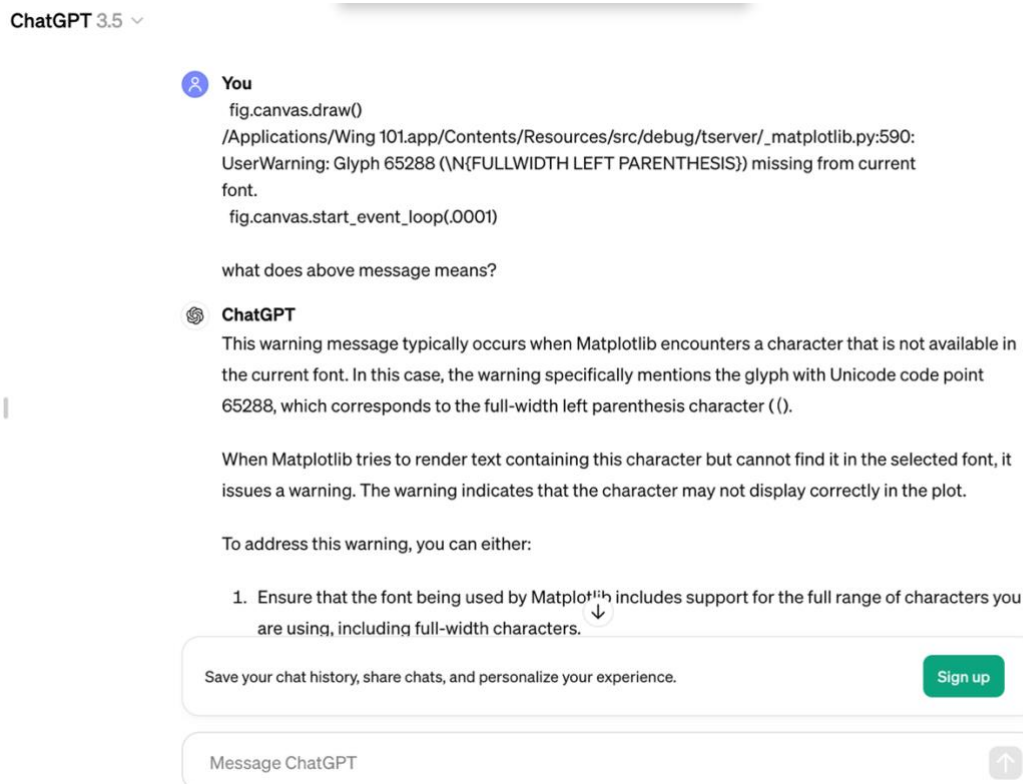 ChatGPT 3.5
You
fig.canvas.draw()
/Applications/Wing 101.app/Contents/Resources/src/debug/tserver/_matplotlib.py:590:
UserWarning: Glyph 65288 (\N{FULLWIDTH LEFT PARENTHESIS}) missing from current
font.
fig.canvas.start_event_loop(.0001)
what does above message means?
ChatGPT
This warning message typically occurs when Matplotlib encounters a character that is not available in
the current font. In this case, the warning specifically mentions the glyph with Unicode code point
65288, which corresponds to the full-width left parenthesis character (（).
When Matplotlib tries to render text containing this character but cannot find it in the selected font, it
issues a warning. The warning indicates that the character may not display correctly in the plot.
To address this warning, you can either:
1. Ensure that the font being used by Matplotlib includes support for the full range of characters you
are using, including full-width characters.
Save your chat history, share chats, and personalize your experience.
Sign up
Message ChatGPT